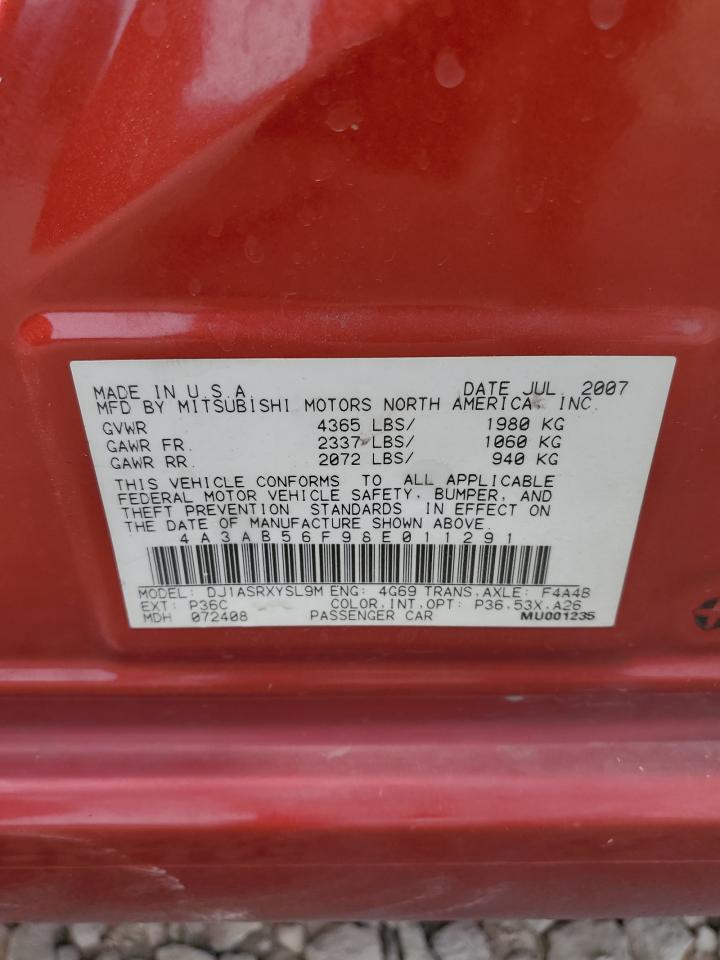 MADE IN U.S.A. DATE JUL. 2007
MFD BY MITSUBISHI MOTORS NORTH AMERICA. INC.
GVWR 4365 LBS/ 1980 KG
GAWR FR. 2337 LBS/ 1060 KG
GAWR RR. 2072 LBS/ 940 KG
THIS VEHICLE CONFORMS TO ALL APPLICABLE
FEDERAL MOTOR VEHICLE SAFETY, BUMPER, AND
THEFT PREVENTION STANDARDS IN EFFECT ON
THE DATE OF MANUFACTURE SHOWN ABOVE.
4A3AB56F98E011291
MODEL: DJ1ASRXYSL9M ENG: 4G69 TRANS.AXLE: F4A4B
EXT: P36C COLOR.INT.OPT: P36.53X.A26
MDH 072408 PASSENGER CAR MU001235